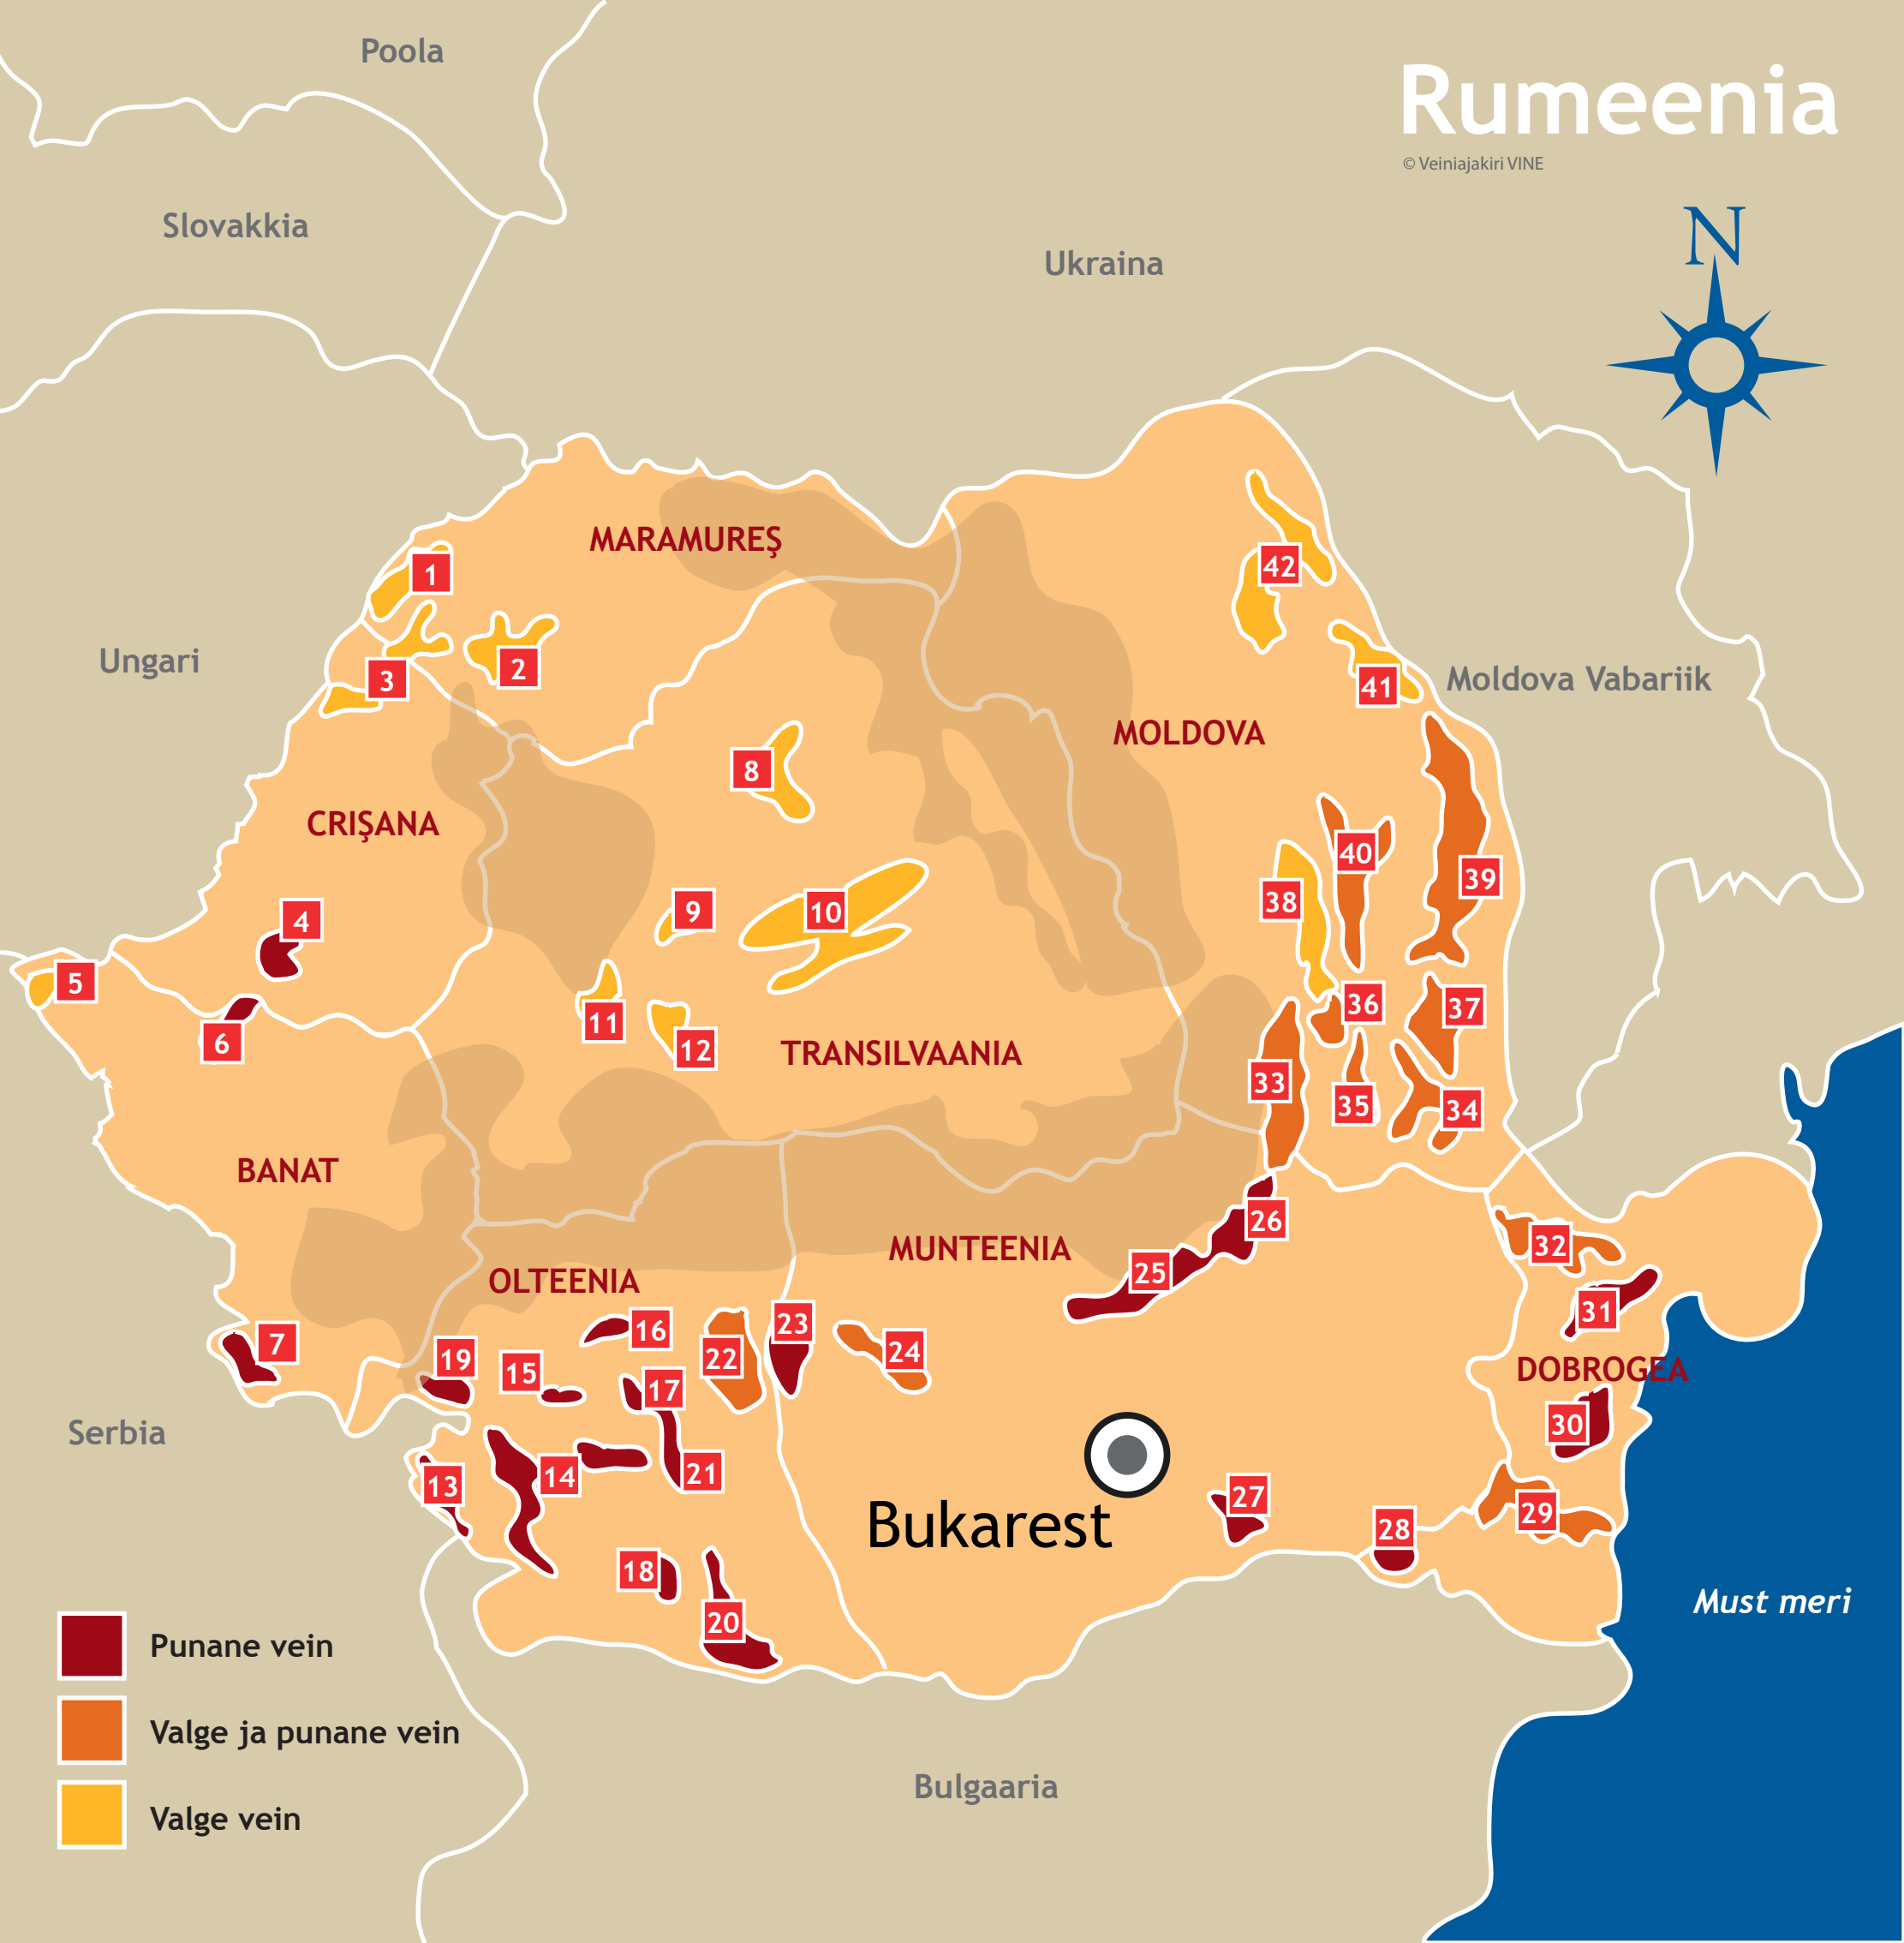 Poola
Rumeenia
© Veiniajakiri VINE
Slovakkia
N
Ukraina
MARAMUREŞ
1
42
Ungari
2
3
41
Moldova Vabariik
MOLDOVA
8
CRIŞANA
40
39
4
9
10
38
5
6
11
12
36
37
TRANSILVAANIA
33
35
34
BANAT
26
MUNTEENIA
32
25
OLTEENIA
31
7
16
23
19
15
22
24
17
DOBROGEA
30
Serbia
13
14
21
27
28
29
Bukarest
18
20
Must meri
Punane vein
Valge ja punane vein
Valge vein
Bulgaaria